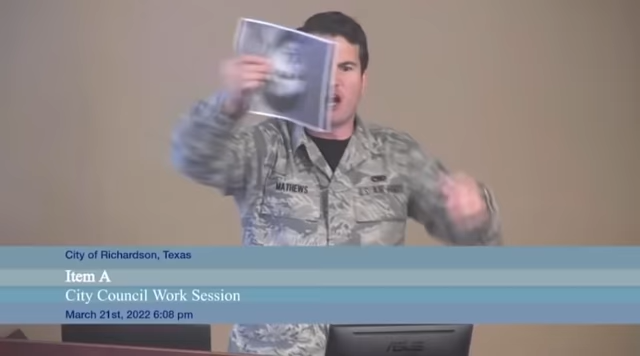 MATHEWS
U.S. AIR FORCE
City of Richardson, Texas
Item A
City Council Work Session
March 21st, 2022 6:08 pm
ASUS